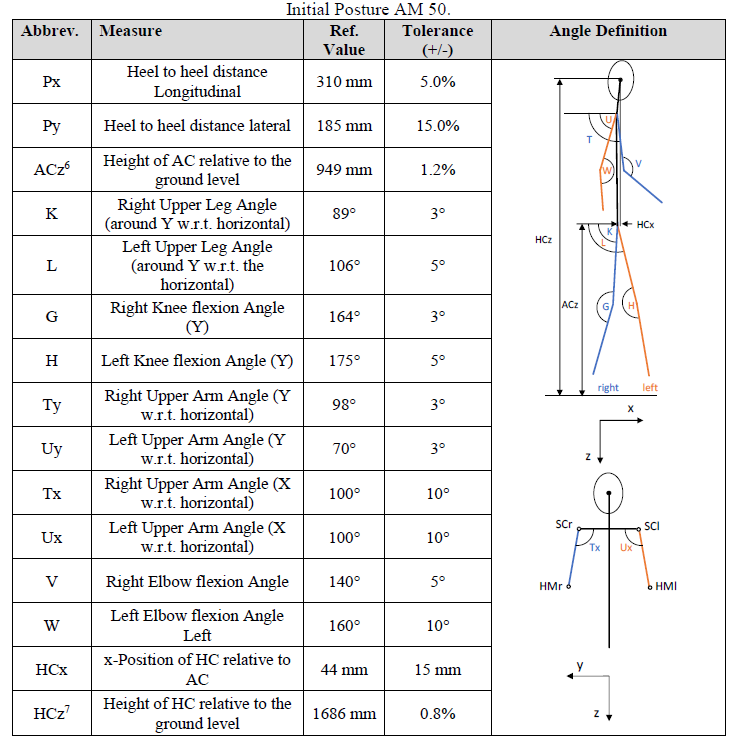 Initial Posture AM 50.
Abbrev. Measure Ref. Value Tolerance (+/-) Angle Definition
Px Heel to heel distance Longitudinal 310 mm 5.0%
Py Heel to heel distance lateral 185 mm 15.0%
ACz⁶ Height of AC relative to the ground level 949 mm 1.2%
K Right Upper Leg Angle (around Y w.r.t. horizontal) 89° 3°
L Left Upper Leg Angle (around Y w.r.t. the horizontal) 106° 5°
G Right Knee flexion Angle (Y) 164° 3°
H Left Knee flexion Angle (Y) 175° 5°
Ty Right Upper Arm Angle (Y w.r.t. horizontal) 98° 3°
Uy Left Upper Arm Angle (Y w.r.t. horizontal) 70° 3°
Tx Right Upper Arm Angle (X w.r.t. horizontal) 100° 10°
Ux Left Upper Arm Angle (X w.r.t. horizontal) 100° 10°
V Right Elbow flexion Angle 140° 5°
W Left Elbow flexion Angle Left 160° 10°
HCx x-Position of HC relative to AC 44 mm 15 mm
HCz⁷ Height of HC relative to the ground level 1686 mm 0.8%
U
T
W
V
HCx
K
L
HCz
ACz
G
H
right left
x
z
SCr SCl
Tx Ux
HMr HMl
y
z